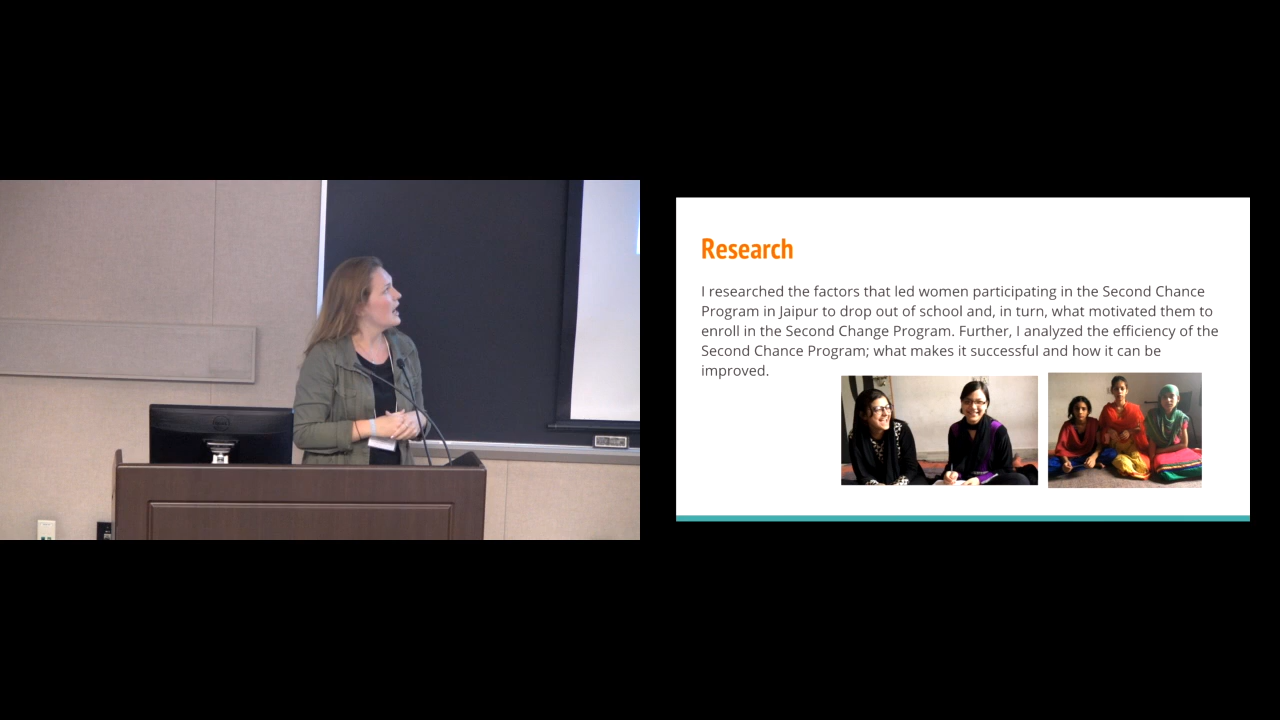 Research
I researched the factors that led women participating in the Second Chance
Program in Jaipur to drop out of school and, in turn, what motivated them to
enroll in the Second Change Program. Further, I analyzed the efficiency of the
Second Chance Program; what makes it successful and how it can be
improved.